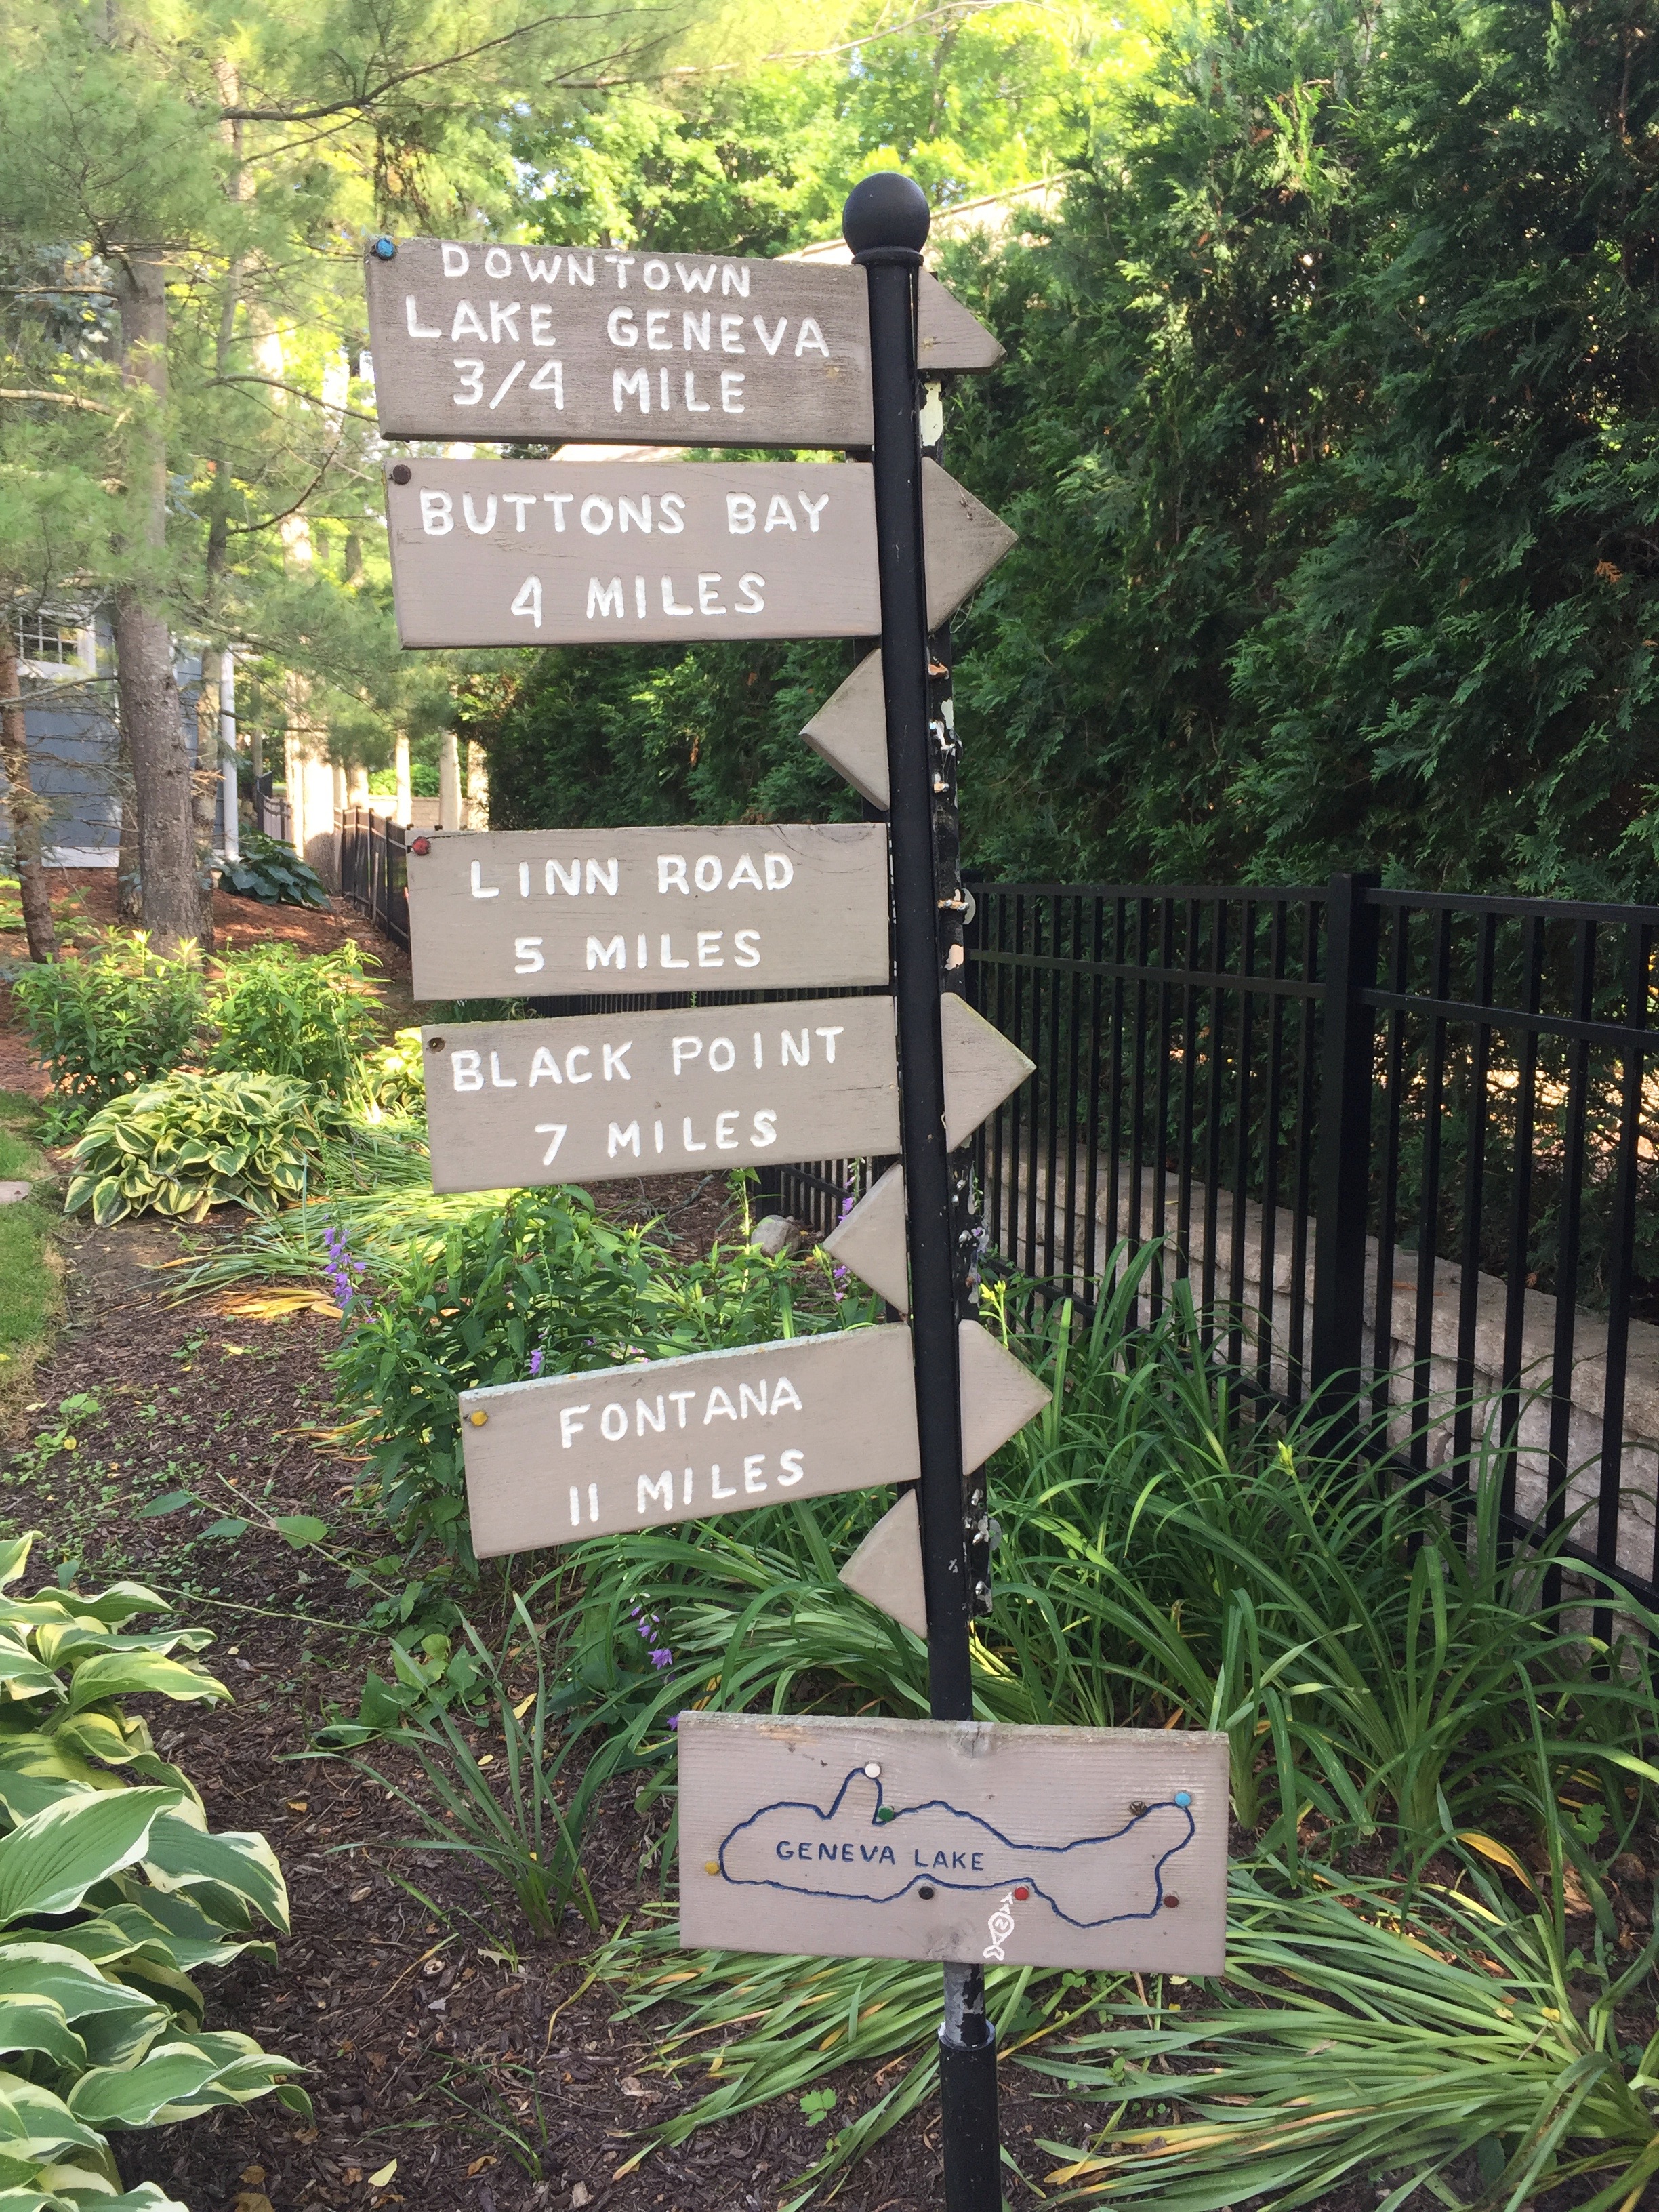 DOWNTOWN
LAKE GENEVA
3/4 MILE
BUTTONS BAY
4 MILES
LINN ROAD
5 MILES
BLACK POINT
7 MILES
FONTANA
11 MILES
GENEVA LAKE
N